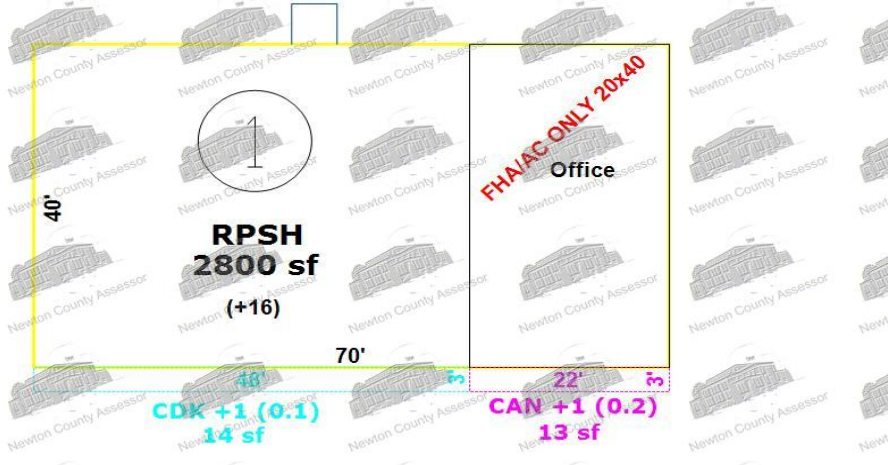 FHA/AC ONLY 20x40
Office
1
40'
RPSH
2800 sf
(+16)
70'
48'
3'
22'
3'
CDK +1 (0.1)
14 sf
CAN +1 (0.2)
13 sf
Newton County Assessor